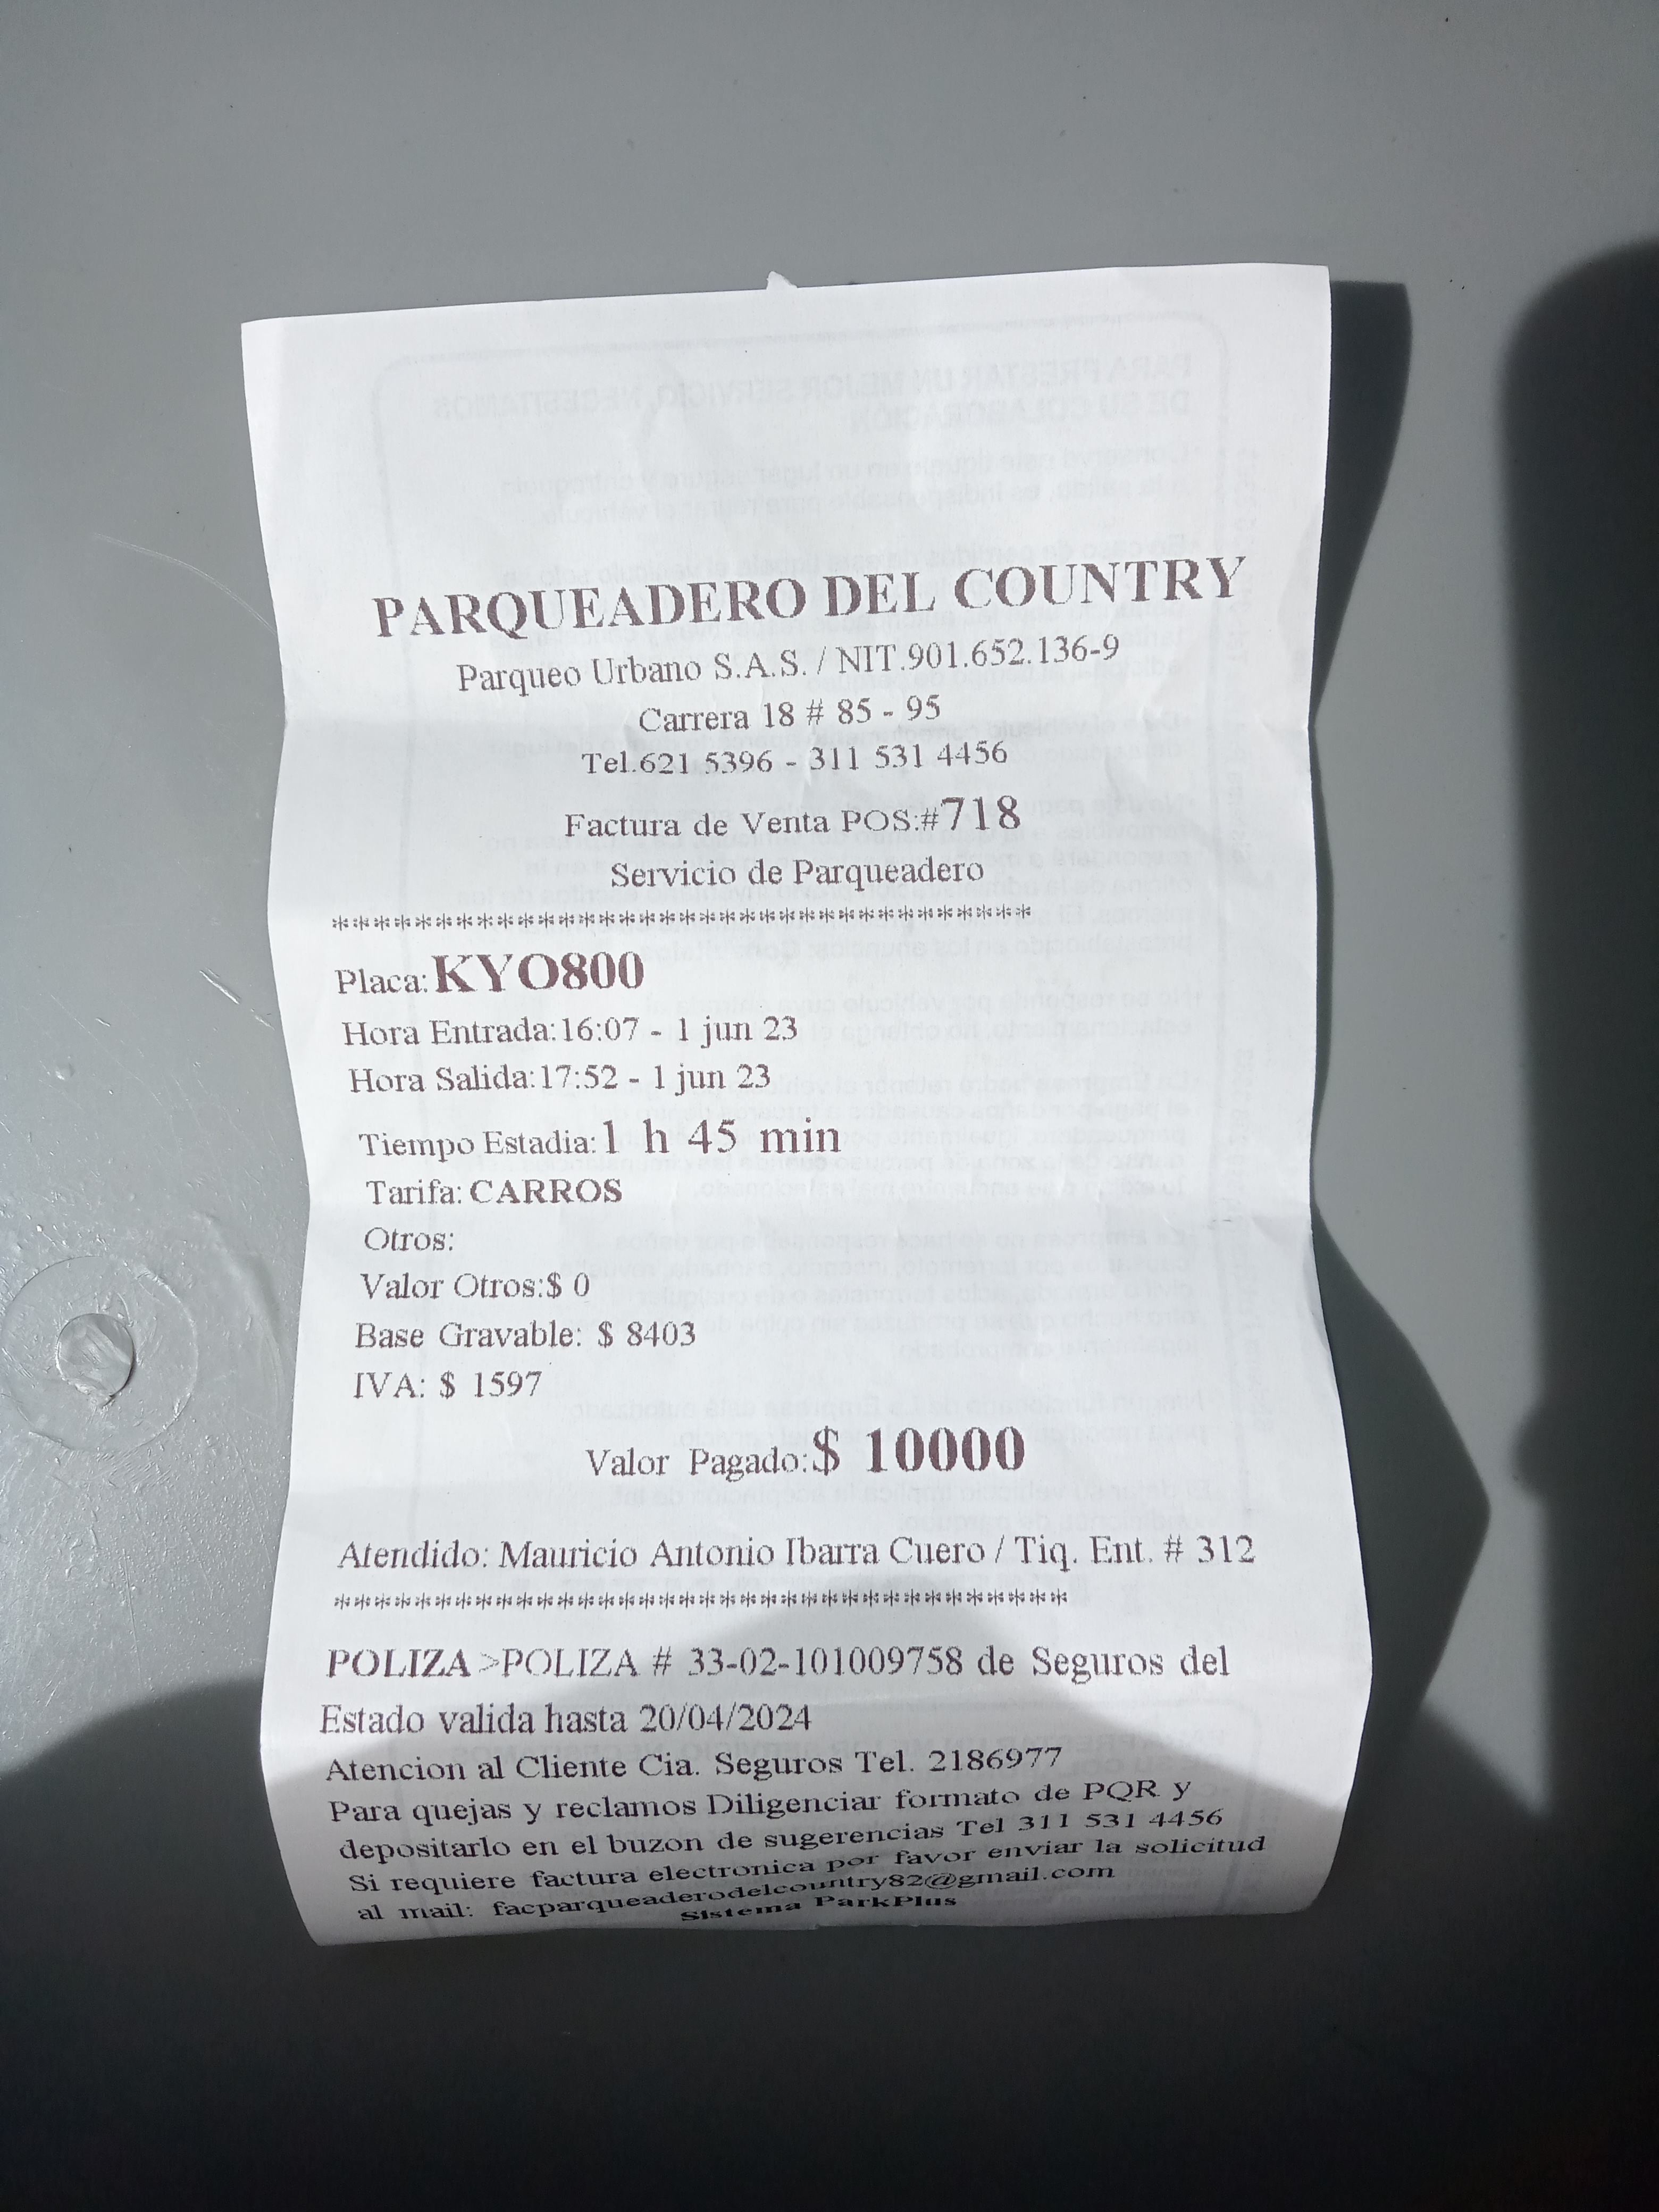 PARQUEADERO DEL COUNTRY
Parqueo Urbano S.A.S. / NIT.901.652.136-9
Carrera 18 # 85 - 95
Tel.621 5396 - 311 531 4456
Factura de Venta POS:#718
Servicio de Parqueadero
**********************************
Placa:KYO800
Hora Entrada:16:07 - 1 jun 23
Hora Salida:17:52 - 1 jun 23
Tiempo Estadia:1 h 45 min
Tarifa: CARROS
Otros:
Valor Otros:$ 0
Base Gravable: $ 8403
IVA: $ 1597
Valor Pagado:$ 10000
Atendido: Mauricio Antonio Ibarra Cuero / Tiq. Ent. # 312
************************************
POLIZA >POLIZA # 33-02-101009758 de Seguros del
Estado valida hasta 20/04/2024
Atencion al Cliente Cia. Seguros Tel. 2186977
Para quejas y reclamos Diligenciar formato de PQR y
depositarlo en el buzon de sugerencias Tel 311 531 4456
Si requiere factura electronica por favor enviar la solicitud
al mail: facparqueaderodelcountry82@gmail.com
Sistema ParkPlus